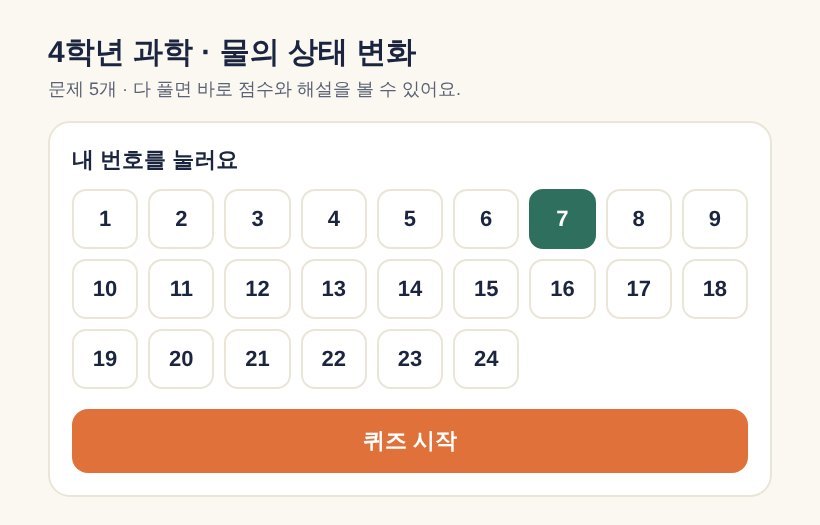 4학년 과학 · 물의 상태 변화
문제 5개 · 다 풀면 바로 점수와 해설을 볼 수 있어요.
내 번호를 눌러요
1 2 3 4 5 6 7 8 9
10 11 12 13 14 15 16 17 18
19 20 21 22 23 24
퀴즈 시작